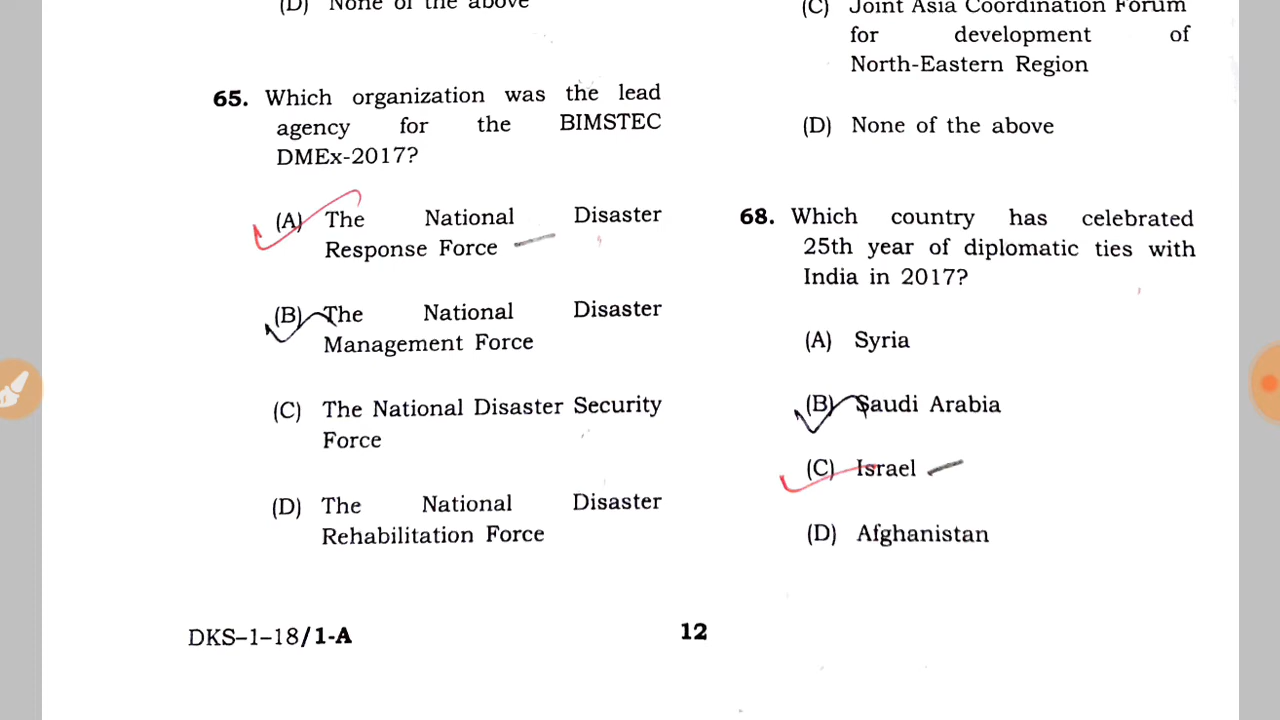 (D) None of the above
65. Which organization was the lead
agency for the BIMSTEC
DMEx-2017?
(A) The National Disaster
Response Force
(B) The National Disaster
Management Force
(C) The National Disaster Security
Force
(D) The National Disaster
Rehabilitation Force
(C) Joint Asia Coordination Forum
for development of
North-Eastern Region
(D) None of the above
68. Which country has celebrated
25th year of diplomatic ties with
India in 2017?
(A) Syria
(B) Saudi Arabia
(C) Israel
(D) Afghanistan
DKS–1–18/1-A
12